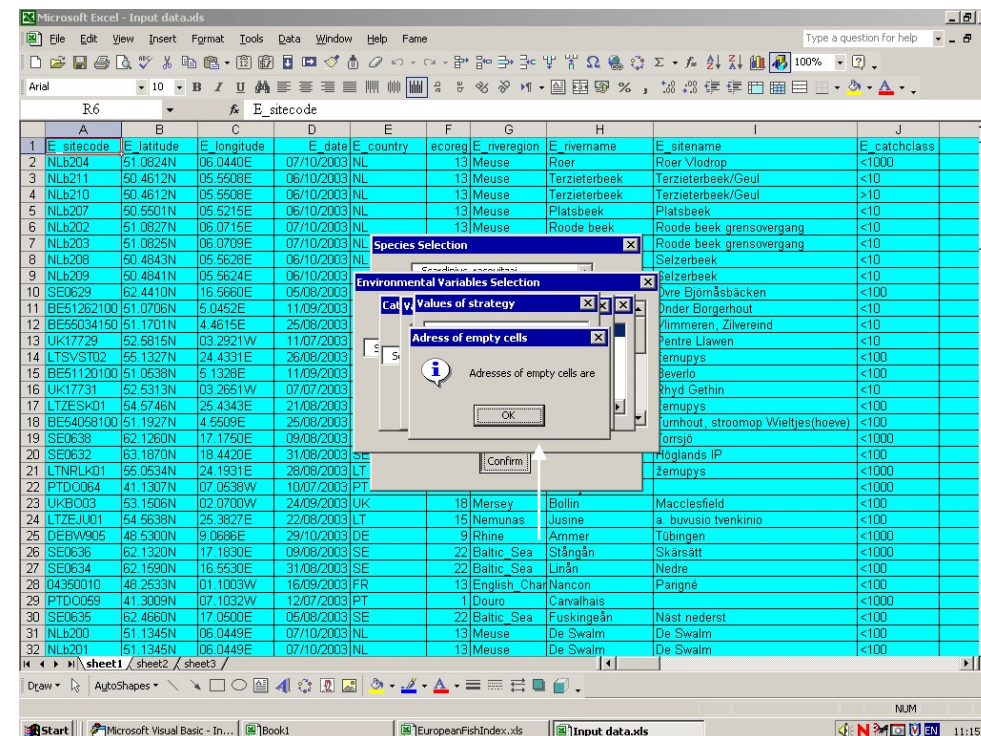 Microsoft Excel - Input data.xls
File Edit View Insert Format Tools Data Window Help Fame Type a question for help
100%
Arial 10 B I U
R6 fx E_sitecode
A B C D E F G H I J
1 E_sitecode E_latitude E_longitude E_date E_country ecoreg E_riveregion E_rivername E_sitename E_catchclass
2 NLb204 51.0824N 06.0440E 07/10/2003 NL 13 Meuse Roer Roer Vlodrop <1000
3 NLb211 50.4612N 05.5508E 06/10/2003 NL 13 Meuse Terzieterbeek Terzieterbeek/Geul <10
4 NLb210 50.4612N 05.5508E 06/10/2003 NL 13 Meuse Terzieterbeek Terzieterbeek/Geul >10
5 NLb207 50.5501N 05.5215E 06/10/2003 NL 13 Meuse Platsbeek Platsbeek <10
6 NLb202 51.0827N 06.0715E 07/10/2003 NL 13 Meuse Roode beek Roode beek grensovergang <10
7 NLb203 51.0825N 06.0709E 07/10/2003 NL Roode beek grensovergang <10
8 NLb208 50.4843N 05.5628E 06/10/2003 NL Selzerbeek <10
9 NLb209 50.4841N 05.5624E 06/10/2003 Selzerbeek <10
10 SE0629 62.4410N 16.5660E 05/08/2003 Övre Björnåsbäcken <100
11 BE51262100 51.0706N 5.0452E 11/09/2003 Onder Borgerhout <10
12 BE55034150 51.1701N 4.4615E 25/08/2003 Vlimmeren, Zilvereind <10
13 UK17729 52.5815N 03.2921W 11/07/2003 Pentre Llawen <10
14 LTSVST02 55.1327N 24.4331E 26/08/2003 žemupys <100
15 BE51120100 51.0538N 5.1328E 11/09/2003 Beverlo <100
16 UK17731 52.5313N 03.2651W 07/07/2003 Rhyd Gethin <10
17 LTZESK01 54.5746N 25.4343E 21/08/2003 žemupys <100
18 BE54058100 51.1927N 4.5509E 25/08/2003 Turnhout, stroomop Wieltjes(hoeve) <100
19 SE0638 62.1260N 17.1750E 09/08/2003 Torrsjö <100
20 SE0632 63.1870N 18.4420E 31/08/2003 SE Höglands IP <100
21 LTNRLK01 55.0534N 24.1931E 28/08/2003 LT žemupys <1000
22 PTDO064 41.1307N 07.0538W 10/07/2003 PT <1000
23 UKBO03 53.1506N 02.0700W 24/09/2003 UK 18 Mersey Bollin Macclesfield <100
24 LTZEJU01 54.5638N 25.3827E 22/08/2003 LT 15 Nemunas Jusine a. buvusio tvenkinio <100
25 DEBW905 48.5300N 9.0686E 29/10/2003 DE 9 Rhine Ammer Tübingen <1000
26 SE0636 62.1320N 17.1830E 09/08/2003 SE 22 Baltic_Sea Stångån Skärsätt <1000
27 SE0634 62.1590N 16.5530E 31/08/2003 SE 22 Baltic_Sea Linån Nedre <100
28 04350010 48.2533N 01.1003W 16/09/2003 FR 13 English_Char Nancon Parigné <100
29 PTDO059 41.3009N 07.1032W 12/07/2003 PT 1 Douro Carvalhais <1000
30 SE0635 62.4660N 17.0500E 05/08/2003 SE 22 Baltic_Sea Fuskingeån Näst nederst <100
31 NLb200 51.1345N 06.0449E 07/10/2003 NL 13 Meuse De Swalm De Swalm <100
32 NLb201 51.1345N 06.0449E 07/10/2003 NL 13 Meuse De Swalm De Swalm <100
Species Selection
Environmental Variables Selection
Values of strategy
Adress of empty cells
Adresses of empty cells are
OK
Confirm
sheet1 sheet2 sheet3
Draw AutoShapes
NUM
Start Microsoft Visual Basic - In... Book1 EuropeanFishIndex.xls Input data.xls EN 11:15